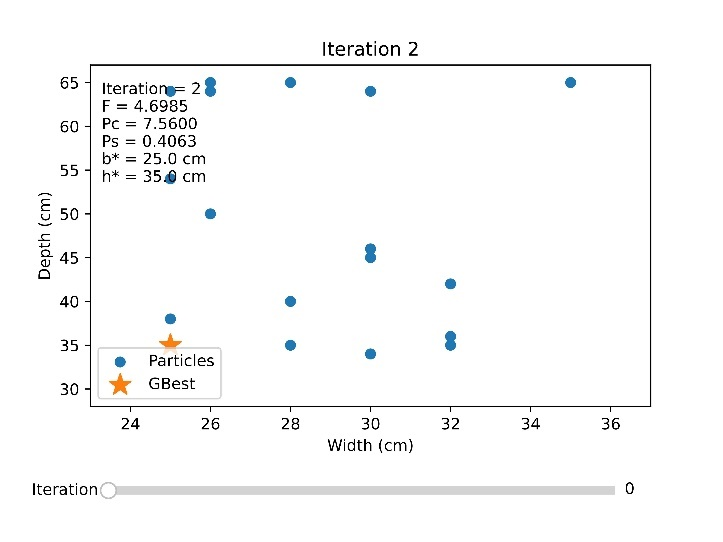 Iteration 2
65
60
55
50
45
40
35
30
Depth (cm)
Iteration = 2
F = 4.6985
Pc = 7.5600
Ps = 0.4063
b* = 25.0 cm
h* = 35.0 cm
Particles
GBest
24 26 28 30 32 34 36
Width (cm)
Iteration 0